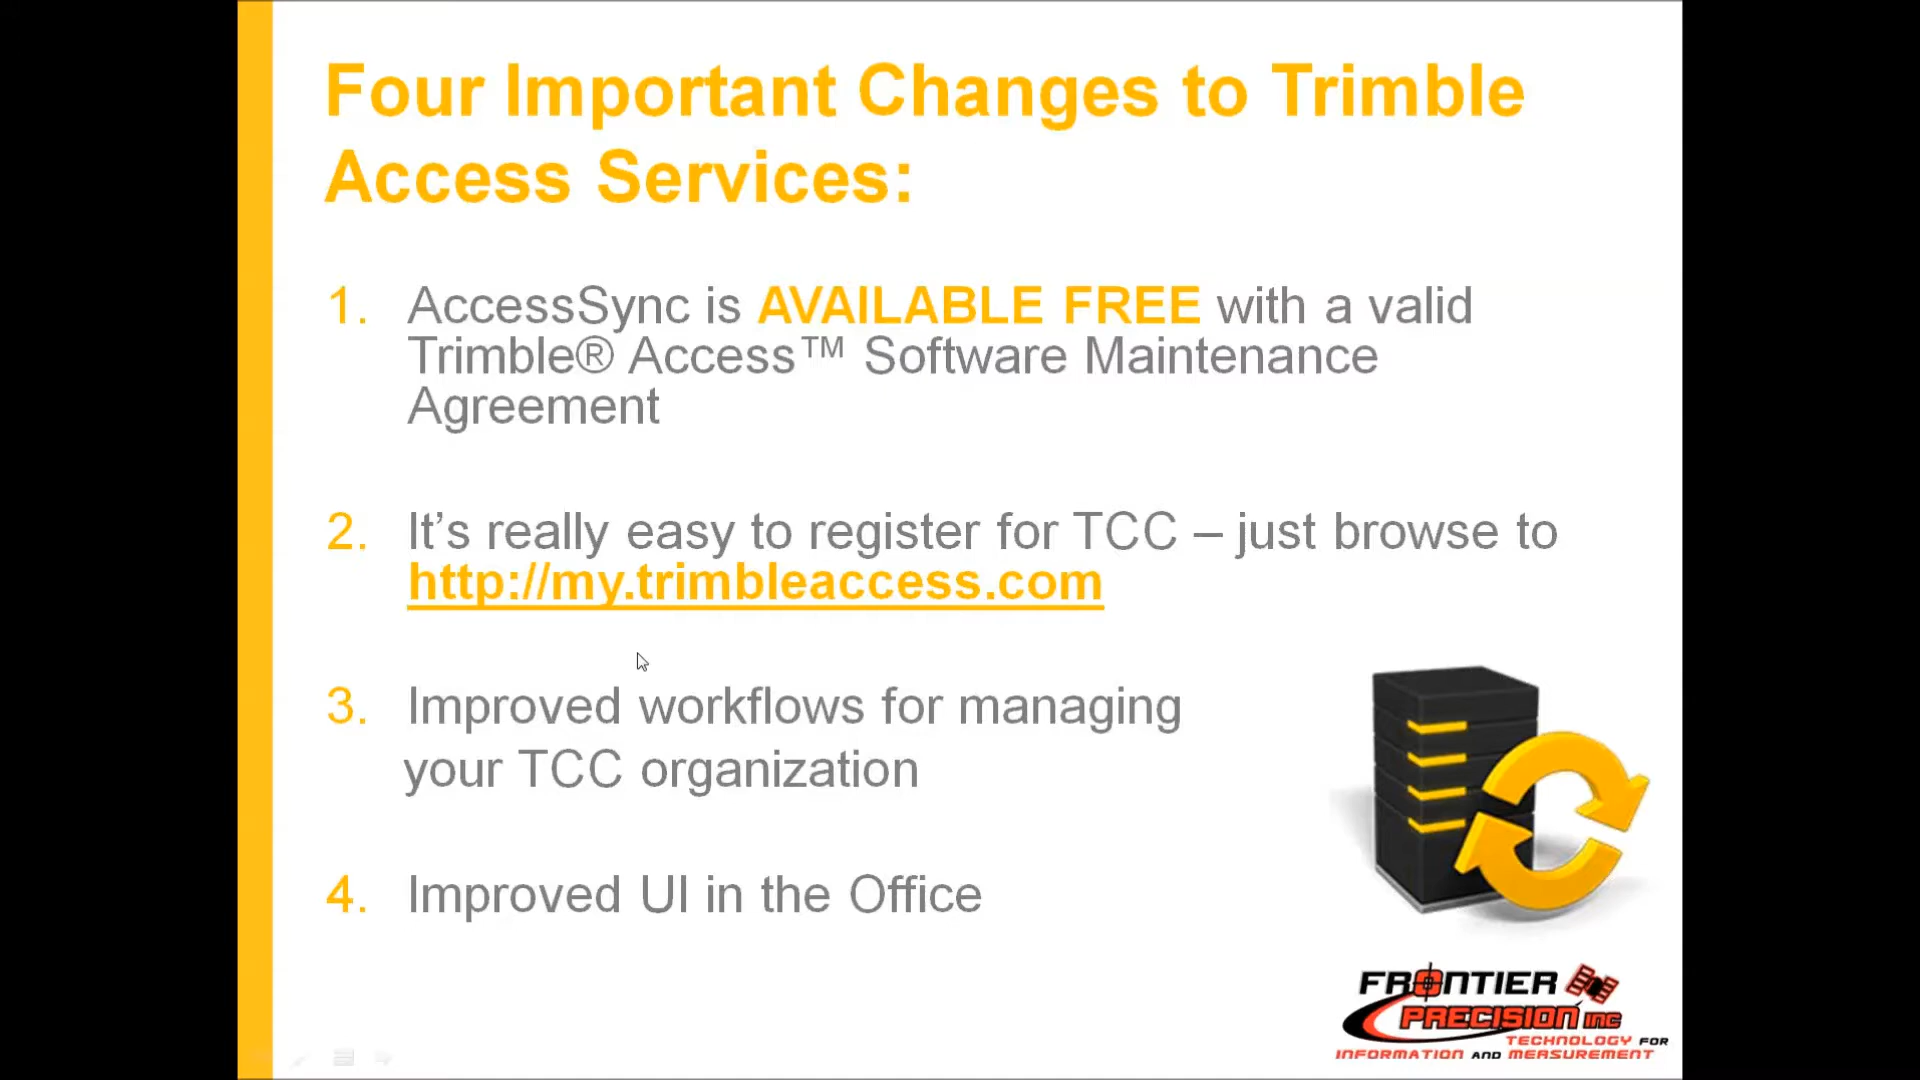 Four Important Changes to Trimble
Access Services:
1. AccessSync is AVAILABLE FREE with a valid
Trimble® Access™ Software Maintenance
Agreement
2. It’s really easy to register for TCC – just browse to
http://my.trimbleaccess.com
3. Improved workflows for managing
your TCC organization
4. Improved UI in the Office
FRONTIER
PRECISION INC
TECHNOLOGY FOR
INFORMATION AND MEASUREMENT